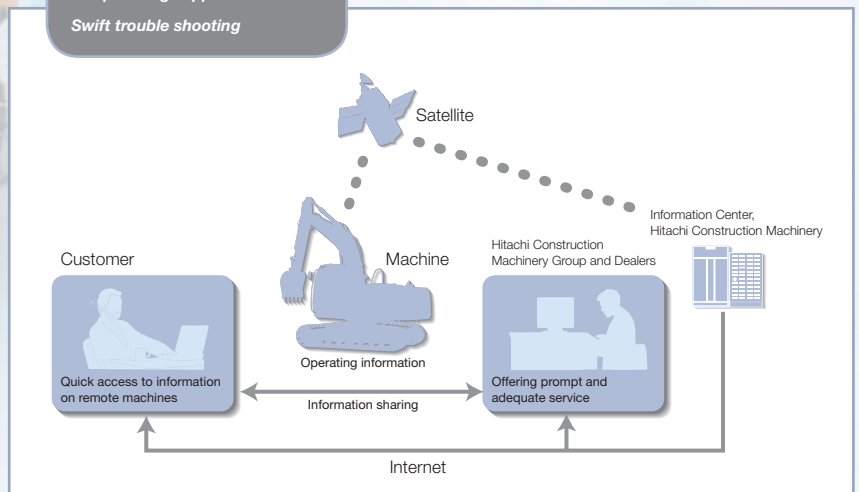 Swift trouble shooting
Satellite
Information Center,
Hitachi Construction Machinery
Hitachi Construction
Machinery Group and Dealers
Customer
Machine
Operating information
Quick access to information
on remote machines
Offering prompt and
adequate service
Information sharing
Internet